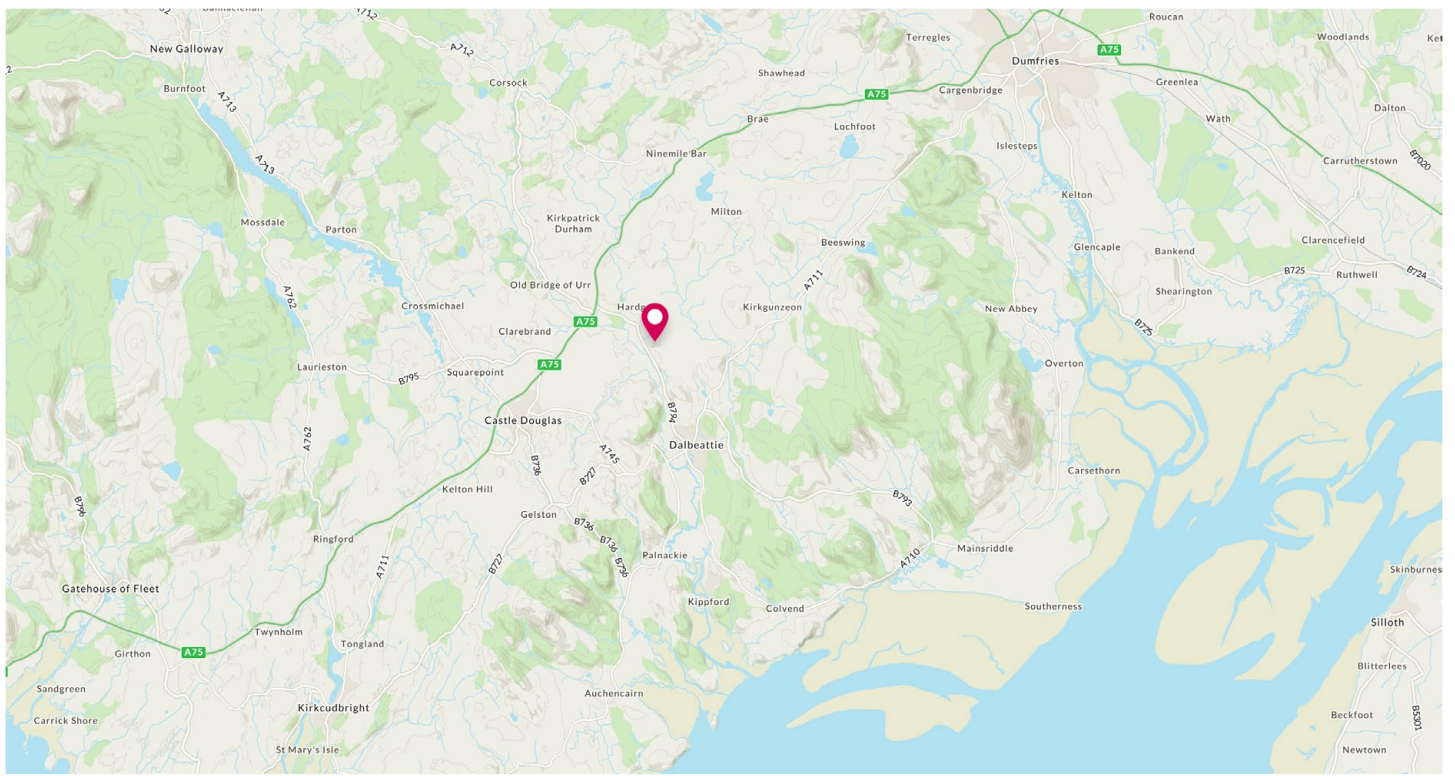 A712
Roucan
New Galloway
A712
Terregles
Woodlands
A75
Dumfries
Shawhead
Corsock
Burnfoot
A713
Cargenbridge
Greenlea
A75
Dalton
Brae
Lochfoot
Wath
Islesteps
Ninemile Bar
A713
Carrutherstown
B7020
Kelton
Milton
Kirkpatrick
Durham
Mossdale
Parton
Beeswing
Glencaple
Bankend
Clarencefield
B725
Ruthwell
B724
A711
Old Bridge of Urr
Shearington
A762
Crossmichael
Kirkgunzeon
New Abbey
A75
Clarebrand
B725
A75
Overton
Laurieston
B795
Squarepoint
B794
Castle Douglas
A762
Dalbeattie
A745
B736
B727
Carsethorn
Kelton Hill
B793
B796
Gelston
B736
Ringford
B736
Mainsriddle
Palnackie
A710
A711
B727
B736
Skinburnes
Gatehouse of Fleet
Kippford
Colvend
Southerness
Silloth
Twynholm
Tongland
A75
Girthon
Blitterlees
Sandgreen
Auchencairn
Kirkcudbright
Carrick Shore
Beckfoot
B5301
St Mary's Isle
Newtown